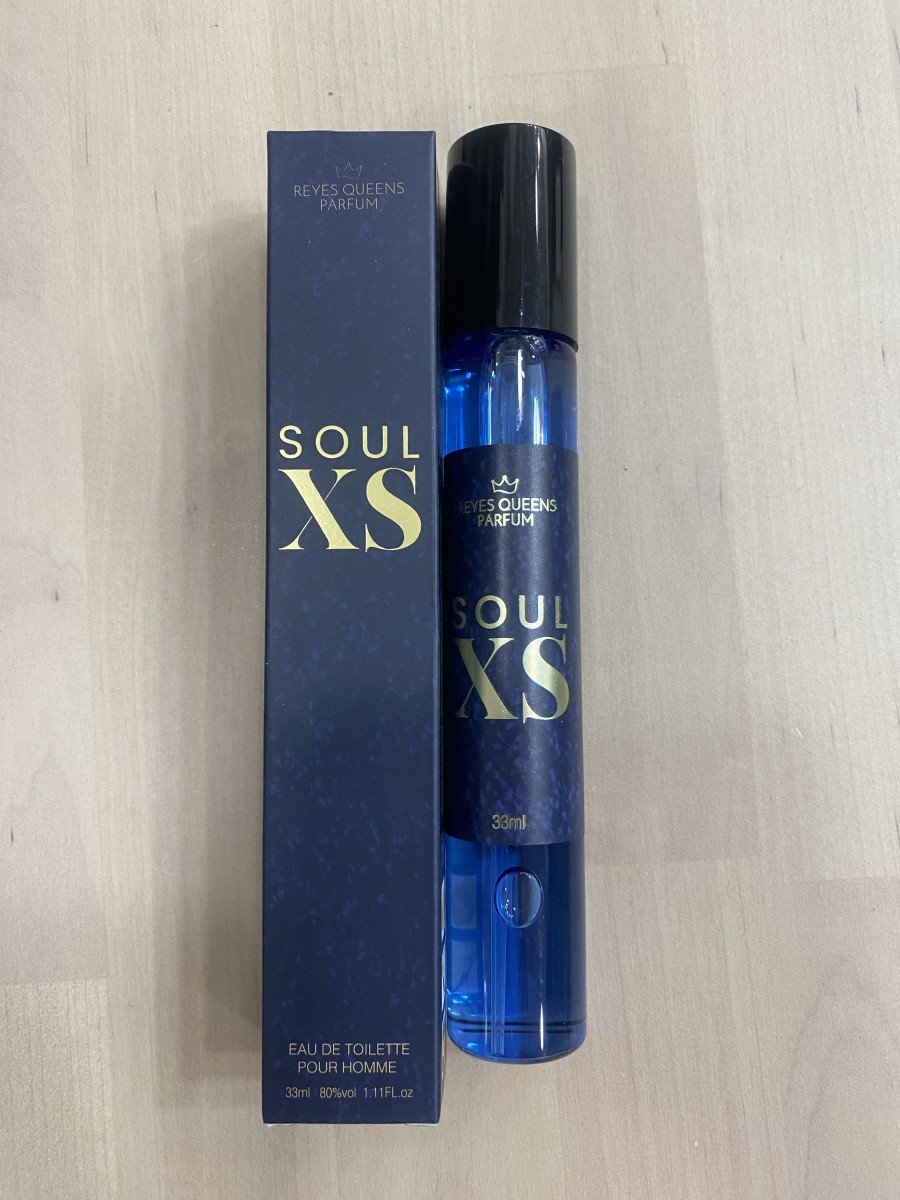 REYES QUEENS
PARFUM
SOUL
XS
EAU DE TOILETTE
POUR HOMME
33ml 80%vol 1.11FL.oz
REYES QUEENS
PARFUM
SOUL
XS
33ml